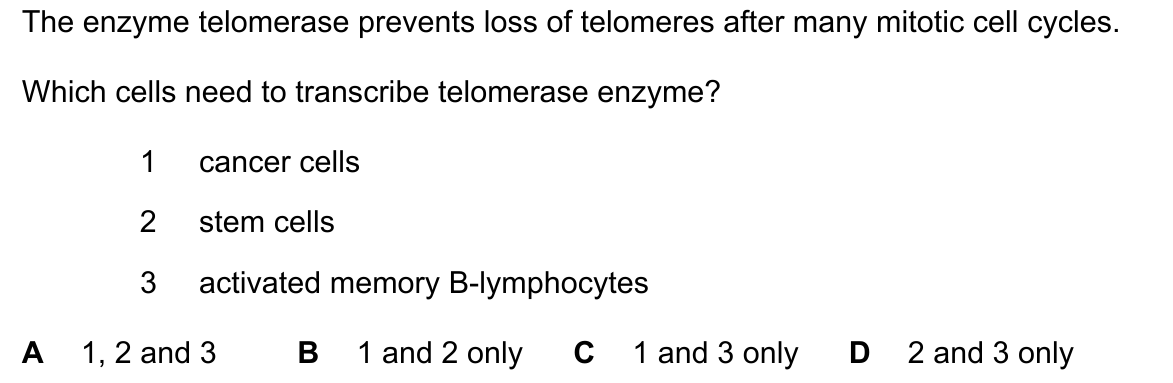 The enzyme telomerase prevents loss of telomeres after many mitotic cell cycles.
Which cells need to transcribe telomerase enzyme?
1 cancer cells
2 stem cells
3 activated memory B-lymphocytes
A 1, 2 and 3 B 1 and 2 only C 1 and 3 only D 2 and 3 only